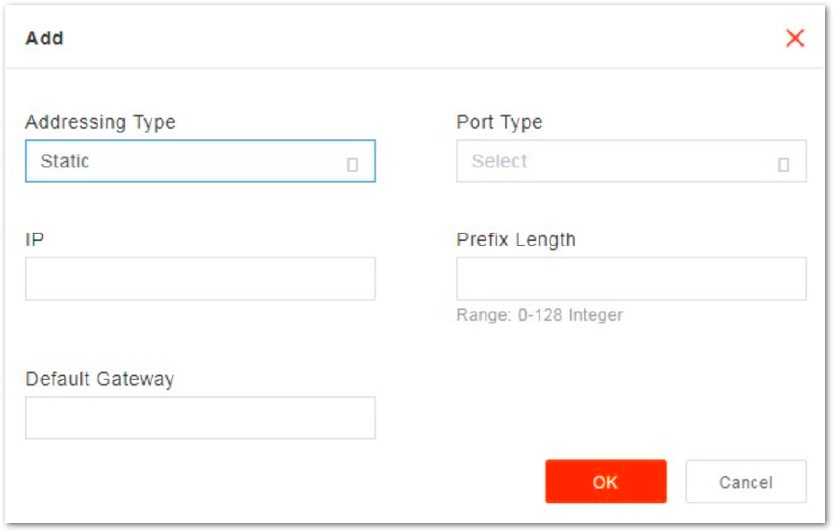 Add
Addressing Type
Port Type
Static
Select
IP
Prefix Length
Range: 0-128 Integer
Default Gateway
OK
Cancel